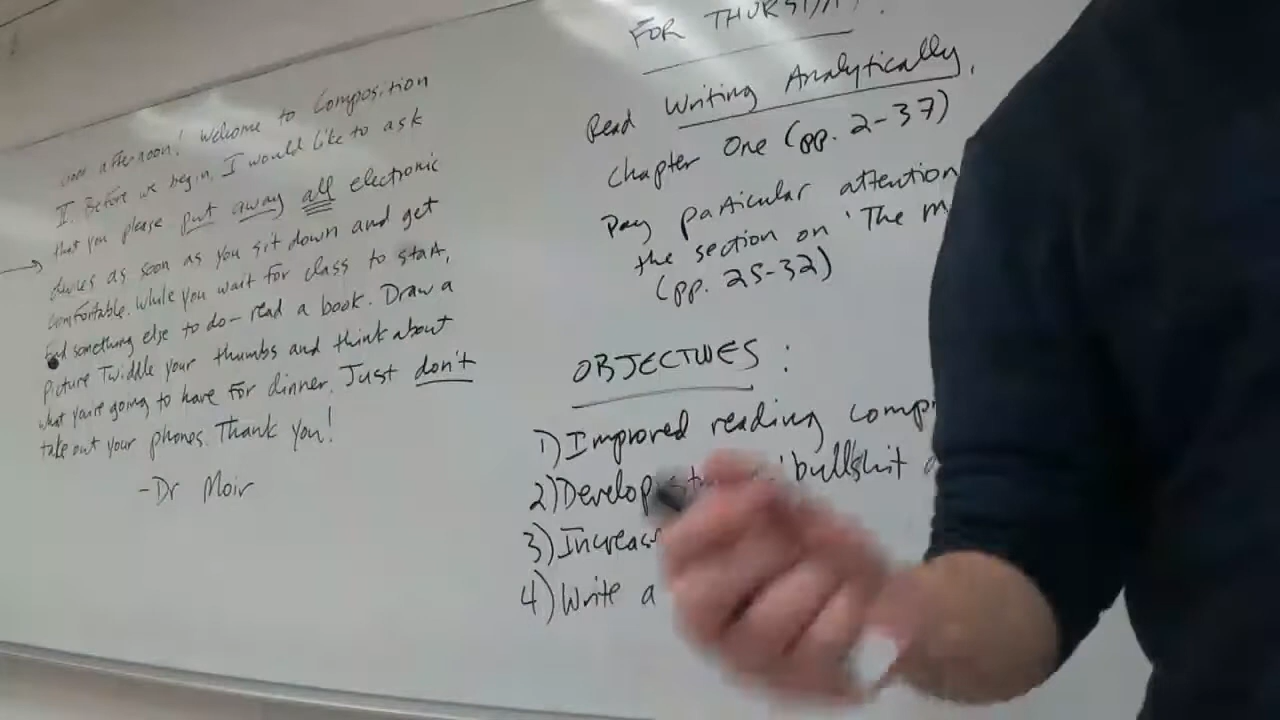 afternoon! Welcome to Composition
II. Before we begin, I would like to ask
that you please put away all electronic
devices as soon as you sit down and get
comfortable. While you wait for class to start,
find something else to do - read a book. Draw a
picture. Twiddle your thumbs and think about
what you're going to have for dinner. Just don't
take out your phones. Thank you!
-Dr Moir
FOR THURSDAY:
Read Writing Analytically,
Chapter One (pp. 2-37)
Pay particular attention
the section on 'The
(pp. 25-32)
OBJECTIVES:
1) Improved reading
2) Develop 'bullshit
3)
4) Write a